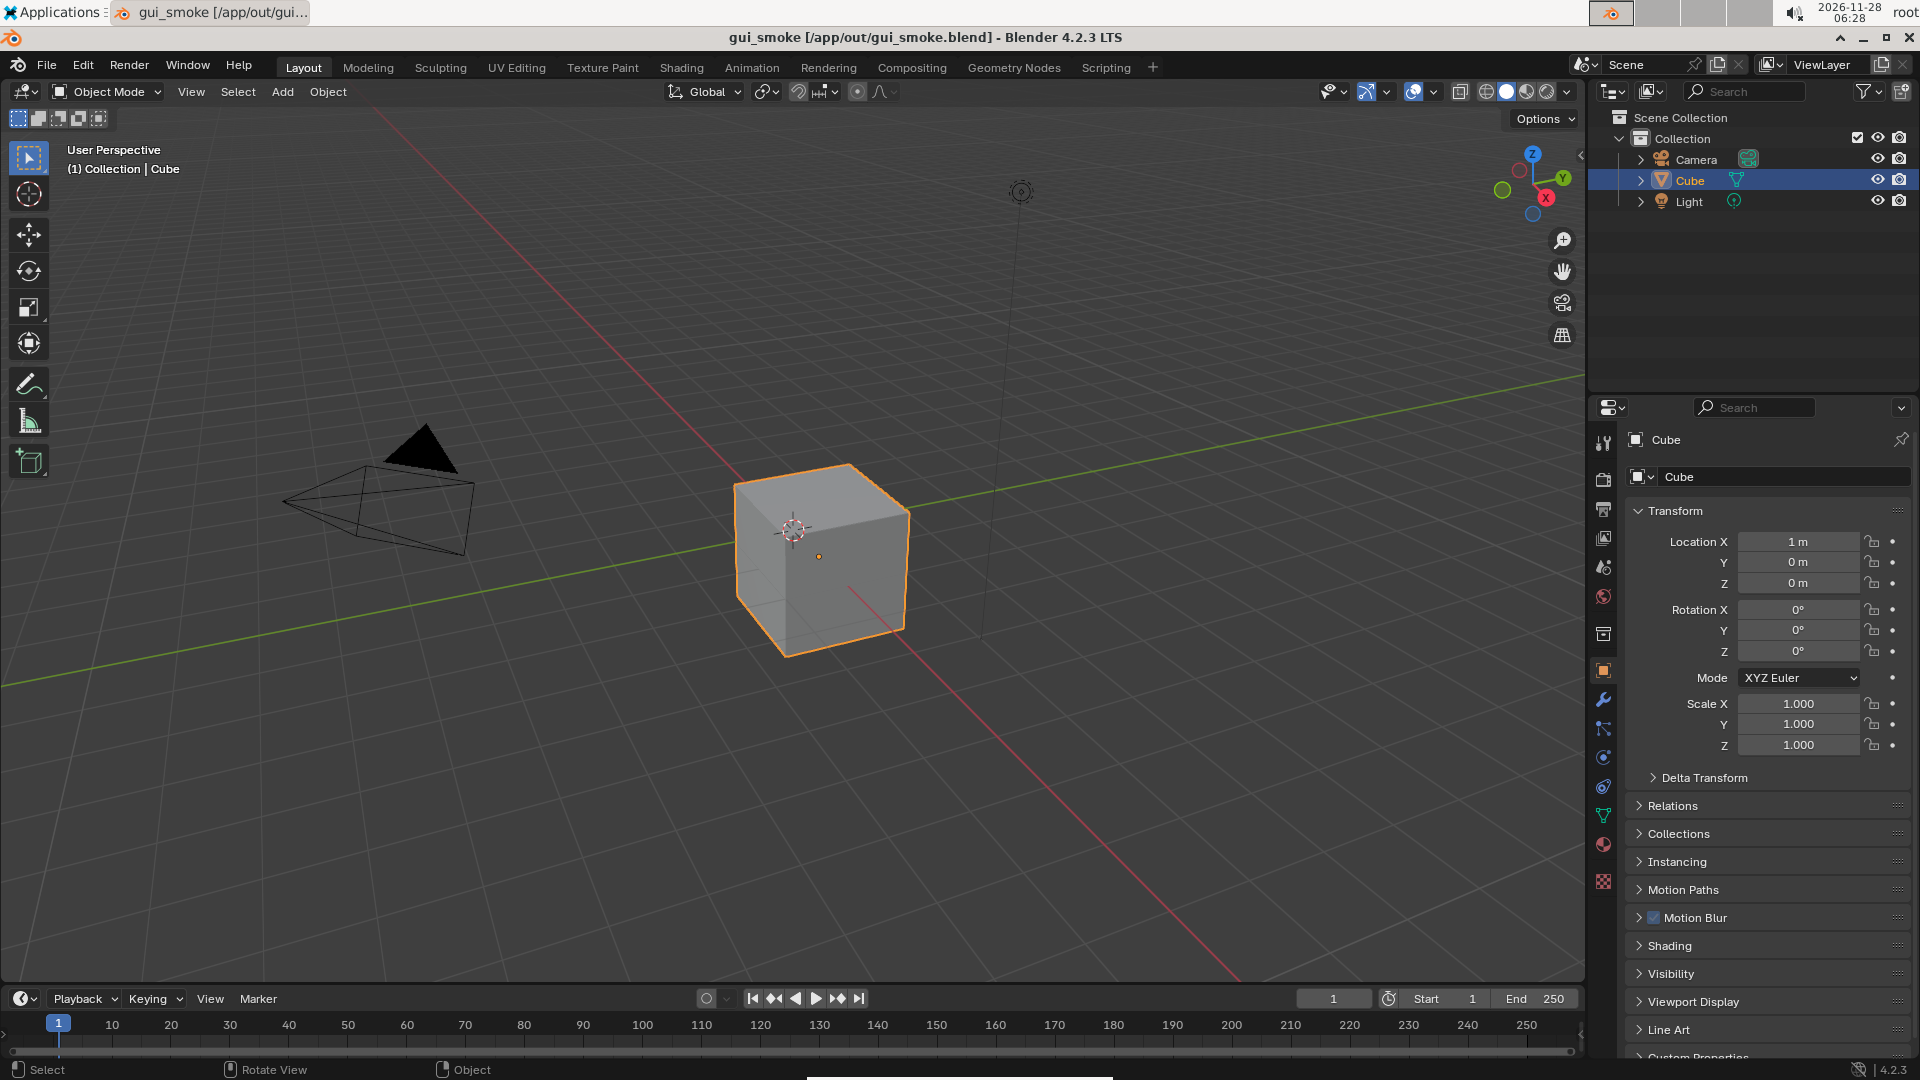 Applications
gui_smoke [/app/out/gui...
2026-11-28
06:28
root
gui_smoke [/app/out/gui_smoke.blend] - Blender 4.2.3 LTS
File Edit Render Window Help
Layout Modeling Sculpting UV Editing Texture Paint Shading Animation Rendering Compositing Geometry Nodes Scripting +
Scene
ViewLayer
Object Mode View Select Add Object
Global
Search
Options
User Perspective
(1) Collection | Cube
Z
Y
X
Scene Collection
Collection
Camera
Cube
Light
Search
Cube
Cube
Transform
Location X 1 m
Y 0 m
Z 0 m
Rotation X 0°
Y 0°
Z 0°
Mode XYZ Euler
Scale X 1.000
Y 1.000
Z 1.000
Delta Transform
Relations
Collections
Instancing
Motion Paths
Motion Blur
Shading
Visibility
Viewport Display
Line Art
Custom Properties
Playback Keying View Marker
1
Start 1
End 250
1 10 20 30 40 50 60 70 80 90 100 110 120 130 140 150 160 170 180 190 200 210 220 230 240 250
Select
Rotate View
Object
4.2.3